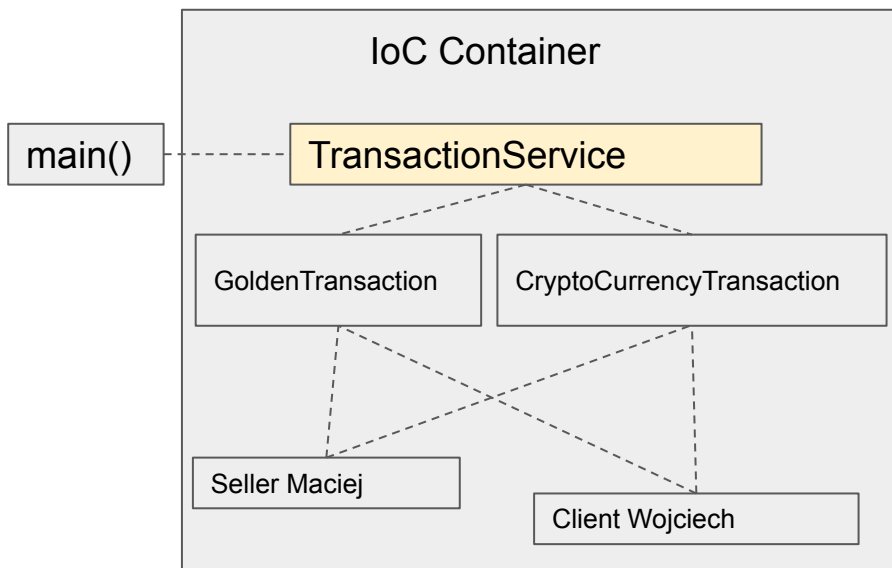 IoC Container
main()
TransactionService
GoldenTransaction
CryptoCurrencyTransaction
Seller Maciej
Client Wojciech